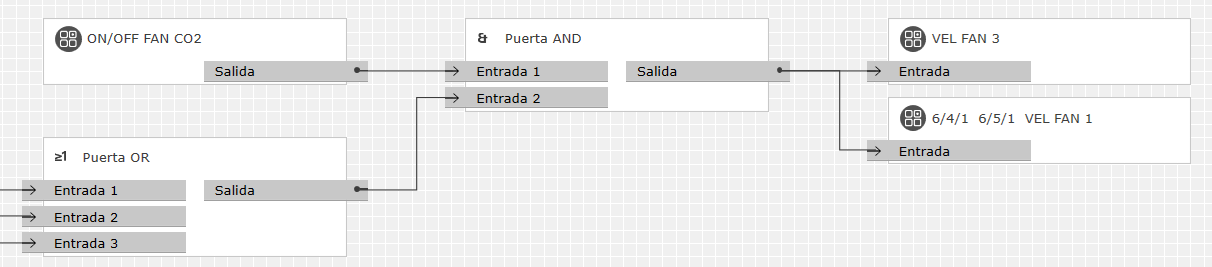 ON/OFF FAN CO2
Salida
& Puerta AND
Entrada 1
Salida
Entrada 2
VEL FAN 3
Entrada
6/4/1 6/5/1 VEL FAN 1
Entrada
≥1 Puerta OR
Entrada 1
Salida
Entrada 2
Entrada 3